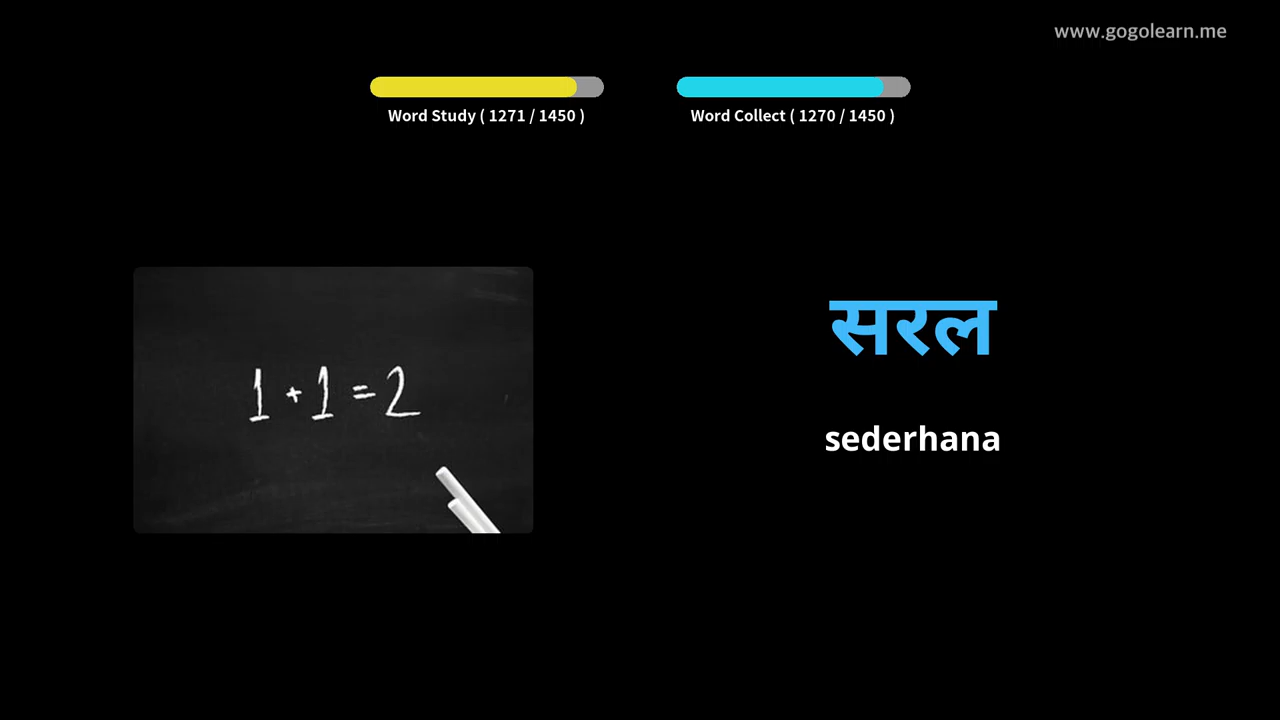 www.gogolearn.me
Word Study ( 1271 / 1450 )
Word Collect ( 1270 / 1450 )
1 + 1 = 2
सरल
sederhana